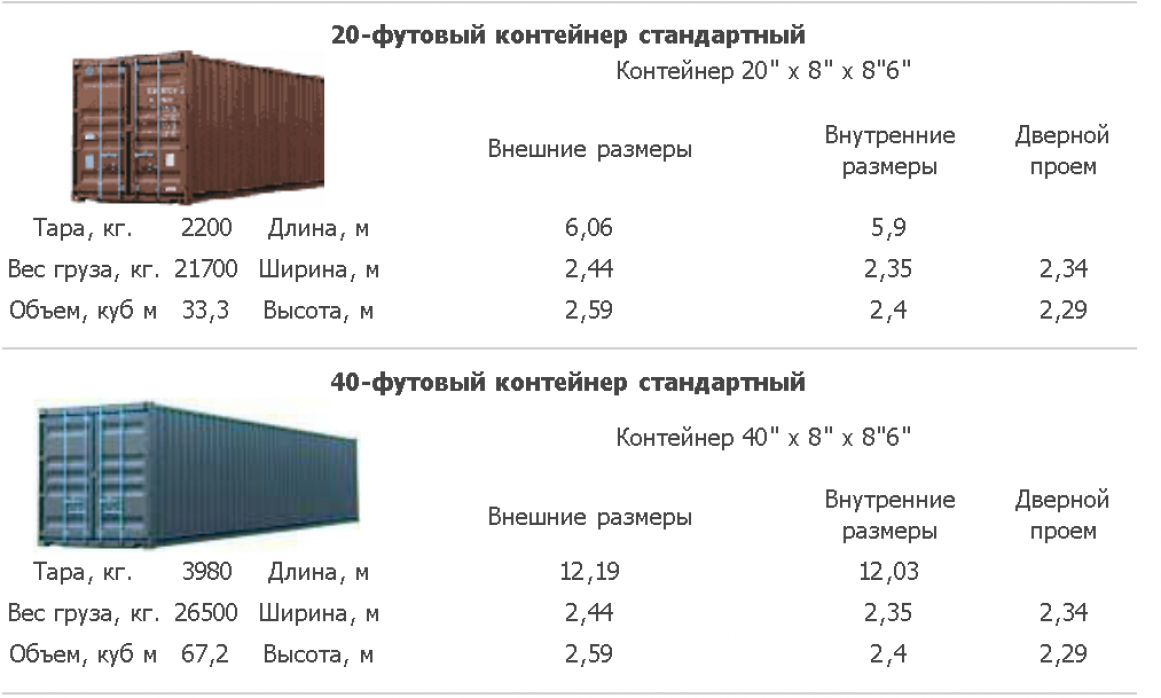 20-футовый контейнер стандартный
Контейнер 20" x 8" x 8"6"
Внешние размеры
Внутренние размеры
Дверной проем
Тара, кг. 2200 Длина, м 6,06 5,9
Вес груза, кг. 21700 Ширина, м 2,44 2,35 2,34
Объем, куб м 33,3 Высота, м 2,59 2,4 2,29
40-футовый контейнер стандартный
Контейнер 40" x 8" x 8"6"
Внешние размеры
Внутренние размеры
Дверной проем
Тара, кг. 3980 Длина, м 12,19 12,03
Вес груза, кг. 26500 Ширина, м 2,44 2,35 2,34
Объем, куб м 67,2 Высота, м 2,59 2,4 2,29